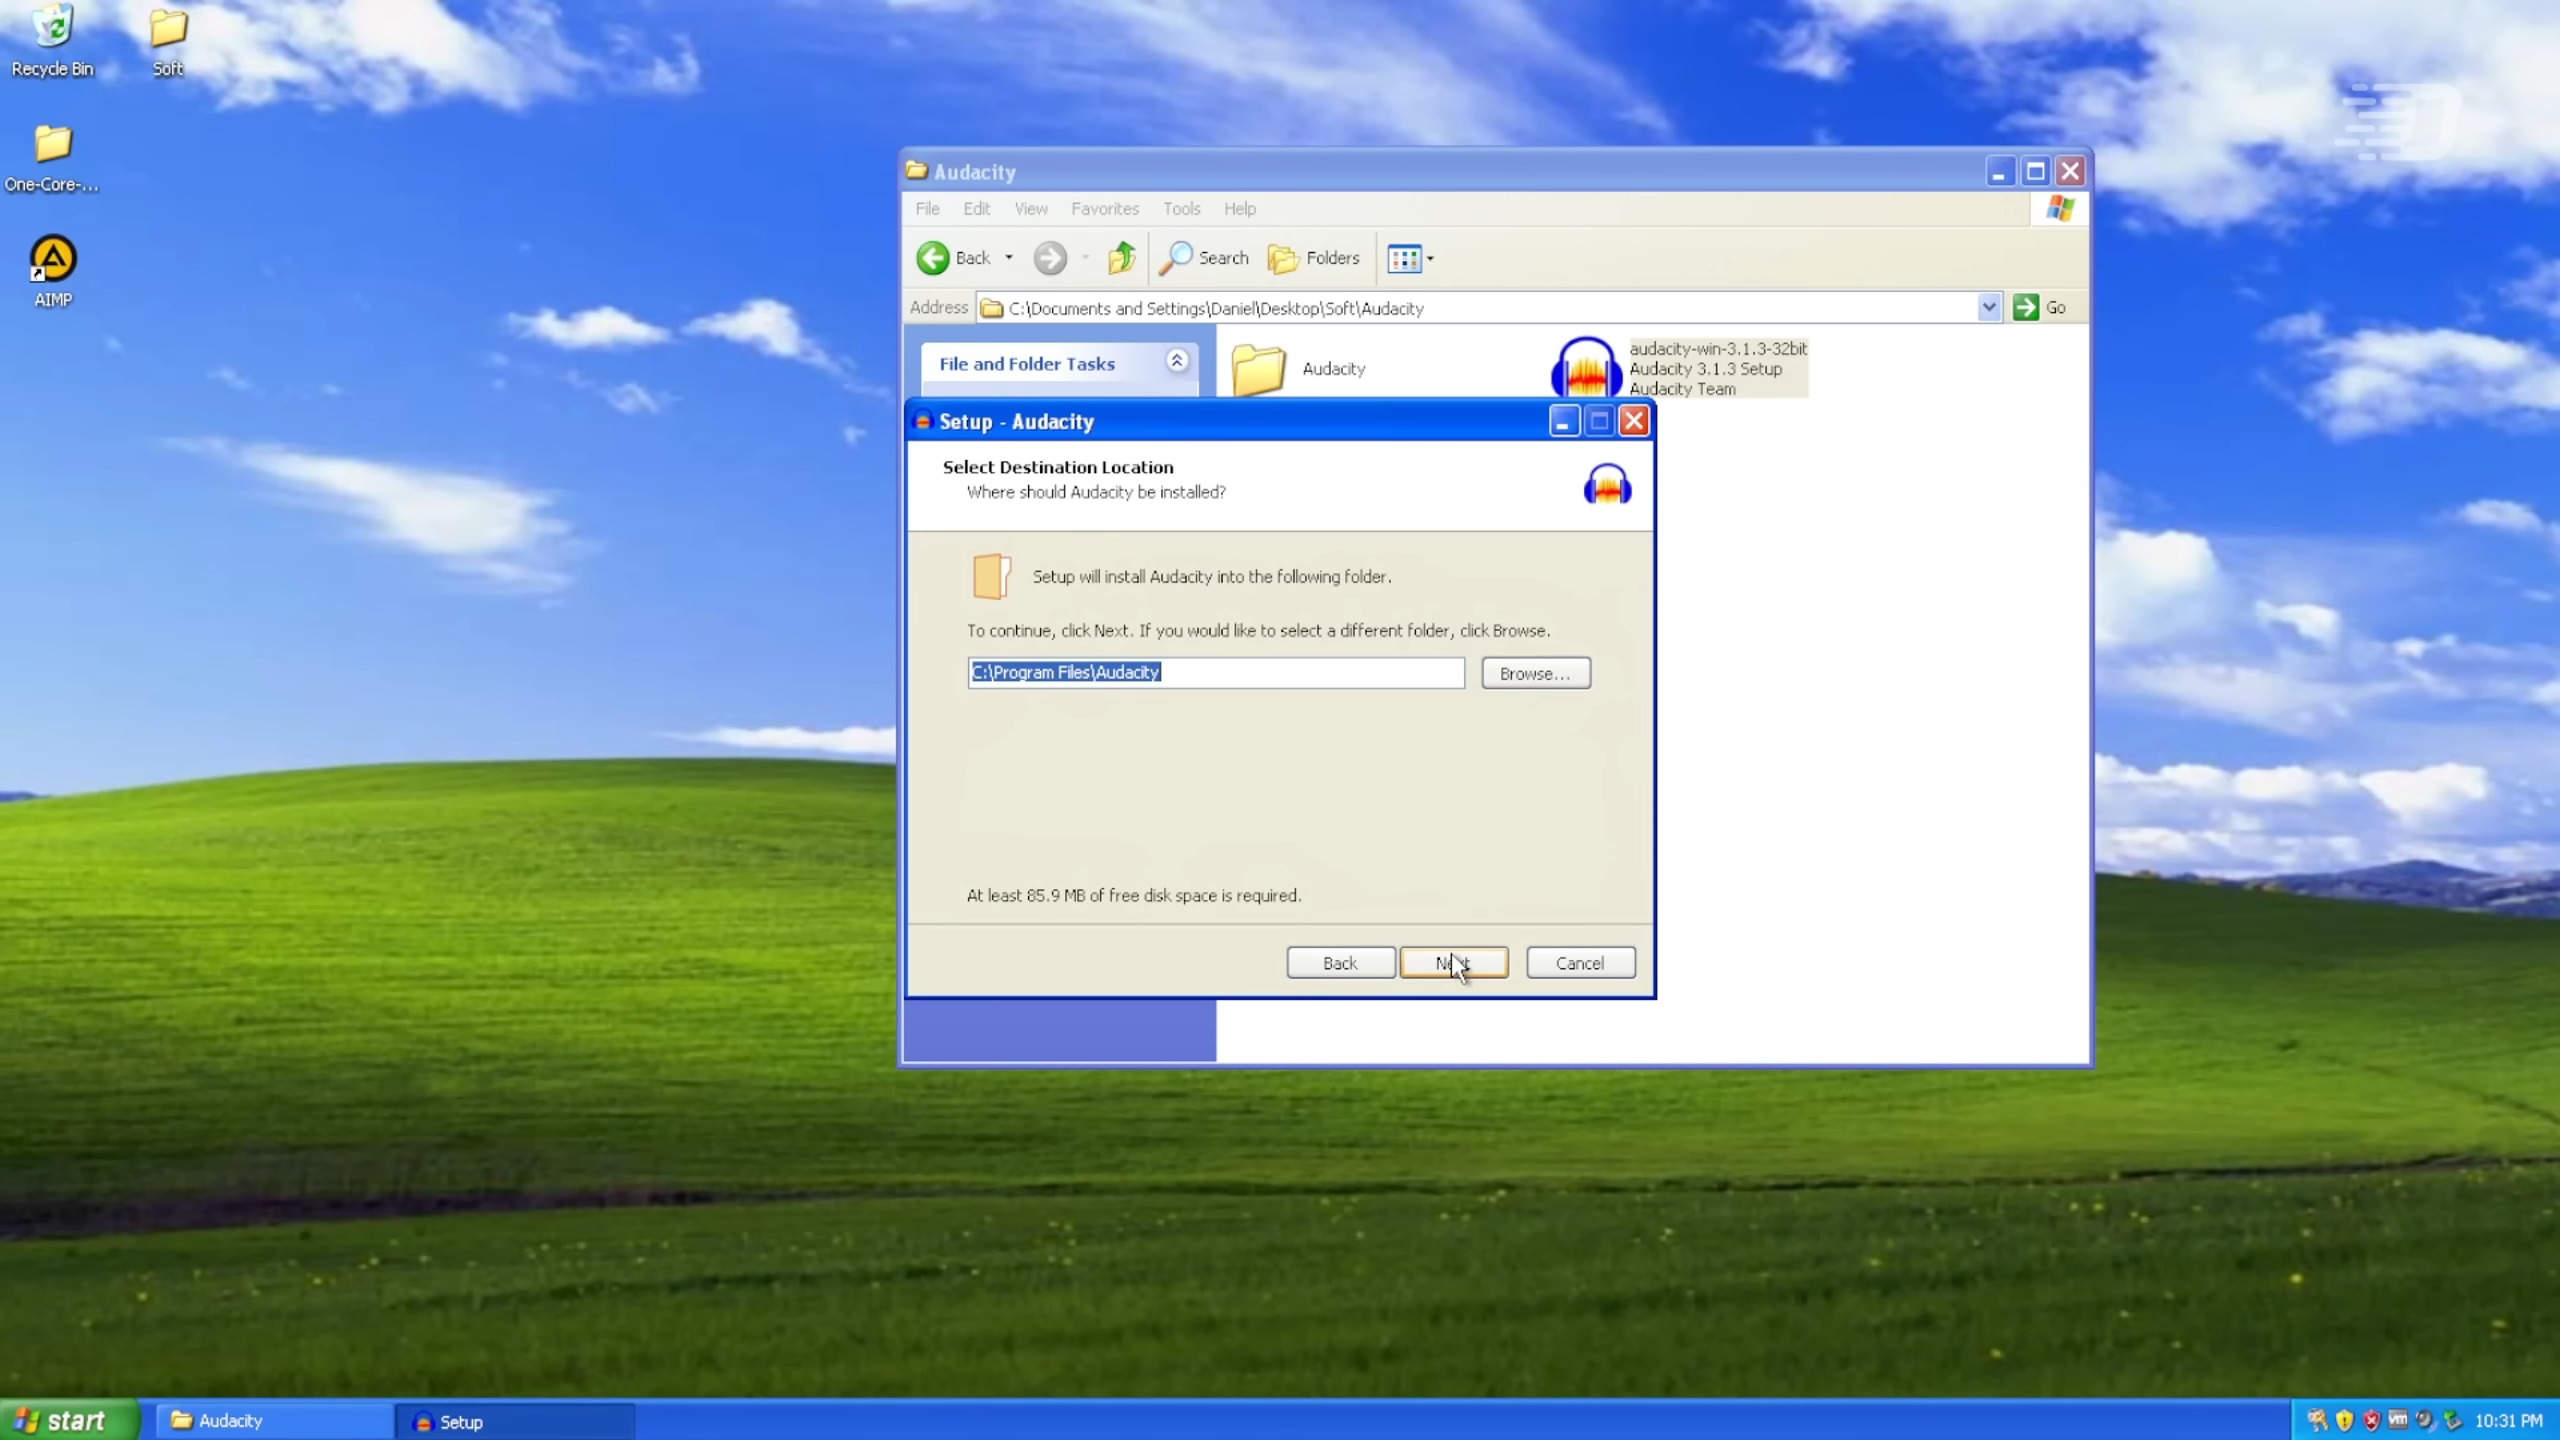 Recycle Bin
Soft
One-Core-...
AIMP
Audacity
File Edit View Favorites Tools Help
Back Search Folders
Address C:\Documents and Settings\Daniel\Desktop\Soft\Audacity Go
File and Folder Tasks
Audacity
audacity-win-3.1.3-32bit
Audacity 3.1.3 Setup
Audacity Team
Setup - Audacity
Select Destination Location
Where should Audacity be installed?
Setup will install Audacity into the following folder.
To continue, click Next. If you would like to select a different folder, click Browse.
C:\Program Files\Audacity Browse...
At least 85.9 MB of free disk space is required.
Back Next Cancel
start Audacity Setup vm 10:31 PM